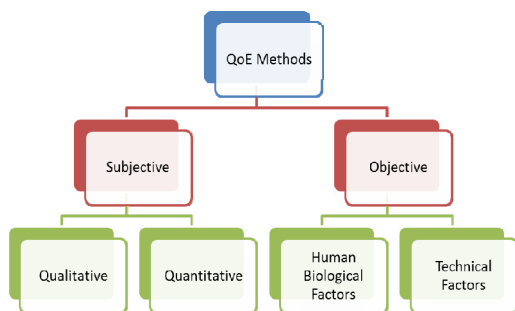 QoE Methods
Subjective
Objective
Qualitative
Quantitative
Human
Biological
Factors
Technical
Factors